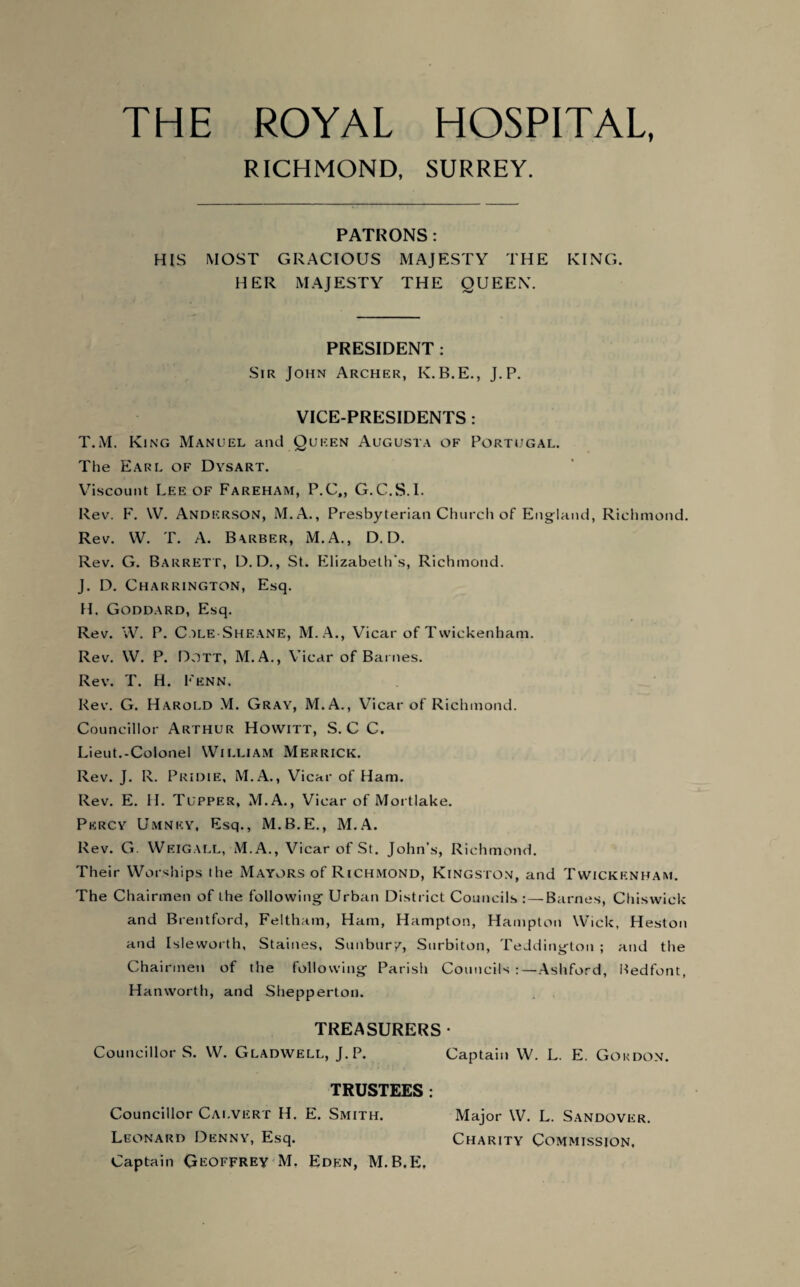 THE ROYAL HOSPITAL,
RICHMOND, SURREY.
PATRONS:
HIS MOST GRACIOUS MAJESTY THE KING.
HER MAJESTY THE QUEEN.
PRESIDENT:
Sir John Archer, K.B.E., J.P.
VICE-PRESIDENTS:
T.M. King Manuel and Queen Augusta of Portugal.
The Earl of Dysart.
Viscount Lee of Fareham, P.C., G.C.S.I.
Rev. F. W. Anderson, M.A., Presbyterian Church of England, Richmond.
Rev. W. T. A. Barber, M.A., D.D.
Rev. G. Barrett, D.D., St. Elizabeth's, Richmond.
J. D. Charrington, Esq.
H. Goddard, Esq.
Rev. W. P. Cole-Sheane, M.A., Vicar of Twickenham.
Rev. W. P. Dott, M.A., Vicar of Barnes.
Rev. T. H. Fenn.
Rev. G. Harold M. Gray, M.A., Vicar of Richmond.
Councillor Arthur Howitt, S. C C.
Lieut.-Colonel William Merrick.
Rev. J. R. Pridie, M.A., Vicar of Ham.
Rev. E. H. Tupper, M.A., Vicar of Mortlake.
Percy Umney, Esq., M.B.E., M.A.
Rev. G. Weigall, M.A., Vicar of St. John's, Richmond.
Their Worships the Mayors of Richmond, Kingston, and Twickenham.
The Chairmen of the following Urban District Councils:—Barnes, Chiswick
and Brentford, Feltham, Ham, Hampton, Hampton Wick, Heston
and Isleworth, Staines, Sunbury, Surbiton, Teddington; and the
Chairmen of the following Parish Councils:—Ashford, Bedfont,
Hanworth, and Shepperton.
TREASURERS:
Councillor S. W. Gladwell, J.P. Captain W. L. E. Gordon.
TRUSTEES:
Councillor Calvert H. E. Smith. Major W. L. Sandover.
Leonard Denny, Esq. Charity Commission.
Captain Geoffrey M. Eden, M.B.E.